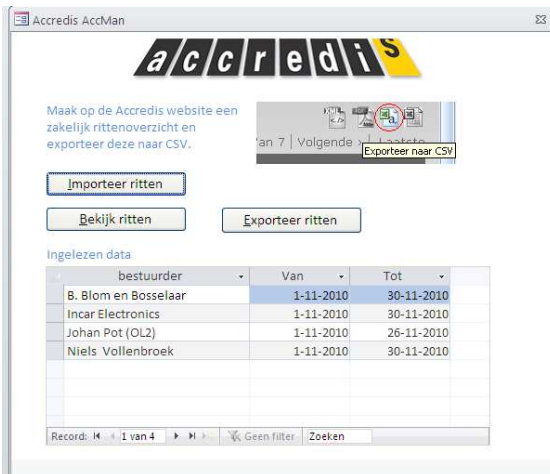 Accredis AccMan
accredis
Maak op de Accredis website een
zakelijk rittenoverzicht en
exporteer deze naar CSV.
an 7 | Volgende › Laatste
Exporteer naar CSV
Importeer ritten
Bekijk ritten
Exporteer ritten
Ingelezen data
bestuurder Van Tot
B. Blom en Bosselaar 1-11-2010 30-11-2010
Incar Electronics 1-11-2010 30-11-2010
Johan Pot (OL2) 1-11-2010 26-11-2010
Niels Vollenbroek 1-11-2010 30-11-2010
Record: 1 van 4 Geen filter Zoeken